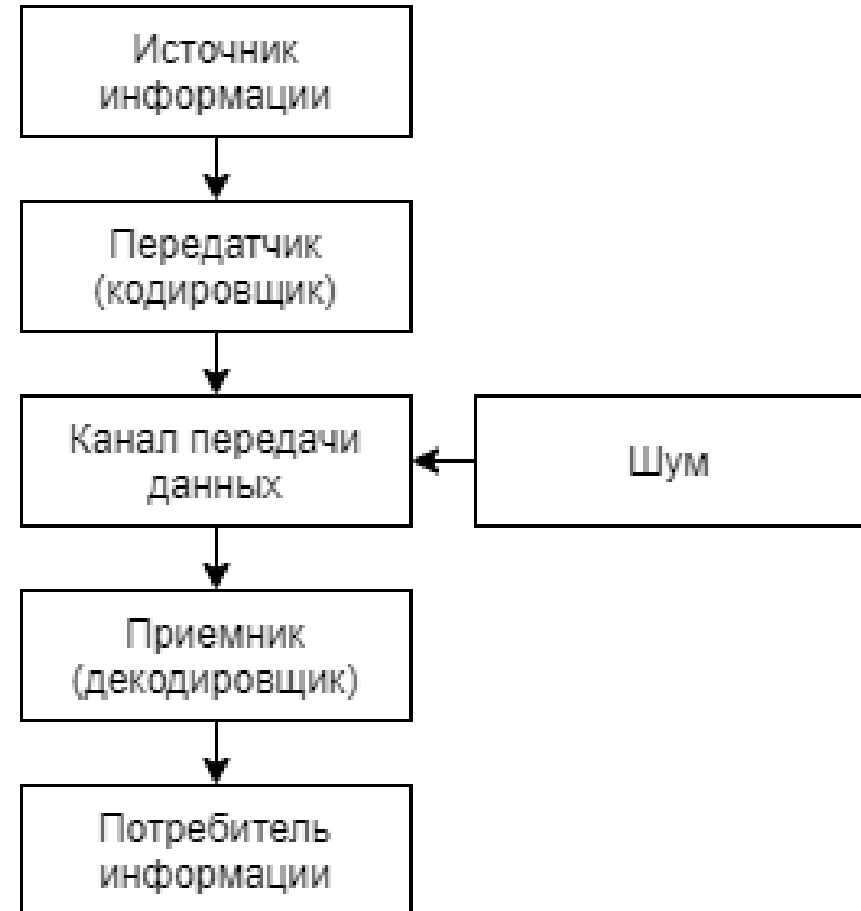 Источник
информации
Передатчик
(кодировщик)
Канал передачи
данных
Шум
Приемник
(декодировщик)
Потребитель
информации